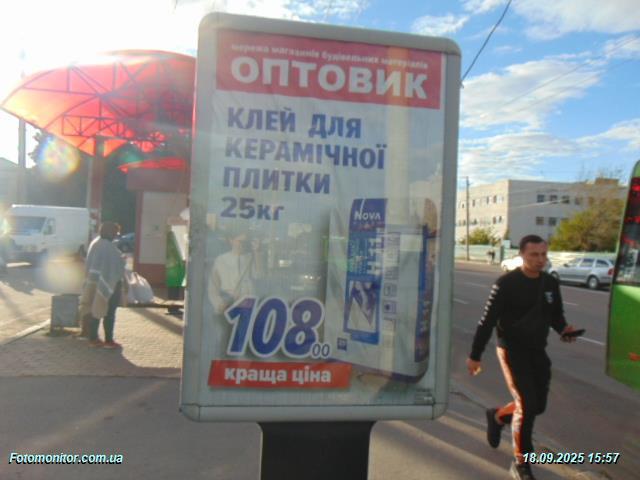 мережа магазинів будівельних матеріалів
ОПТОВИК
КЛЕЙ ДЛЯ
КЕРАМІЧНОЇ
ПЛИТКИ
25кг
NOVA
H11
108.00
краща ціна
Fotomonitor.com.ua
18.09.2025 15:57